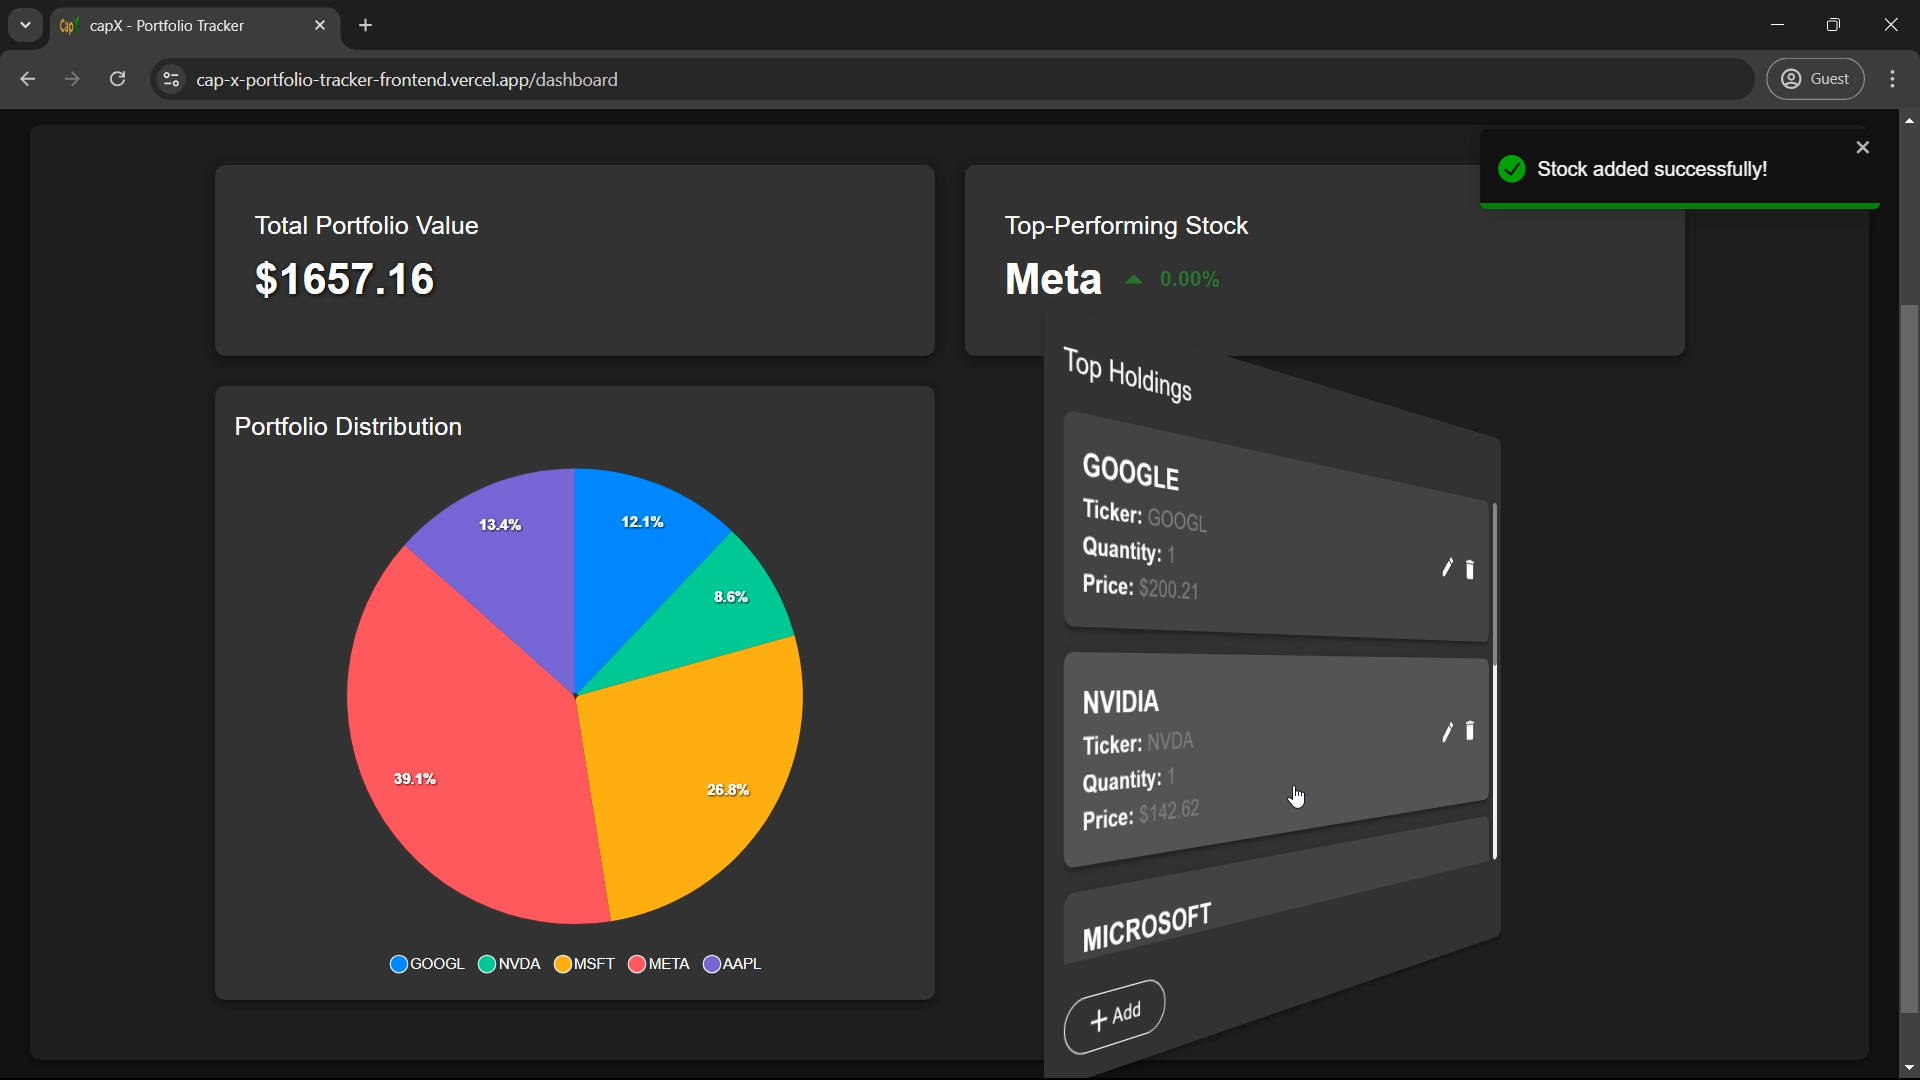 Cap
capX - Portfolio Tracker
cap-x-portfolio-tracker-frontend.vercel.app/dashboard
Guest
Stock added successfully!
Total Portfolio Value
$1657.16
Top-Performing Stock
Meta 0.00%
Portfolio Distribution
13.4%
12.1%
8.6%
39.1%
26.8%
GOOGL NVDA MSFT META AAPL
Top Holdings
GOOGLE
Ticker: GOOGL
Quantity: 1
Price: $200.21
NVIDIA
Ticker: NVDA
Quantity: 1
Price: $142.62
MICROSOFT
+ Add